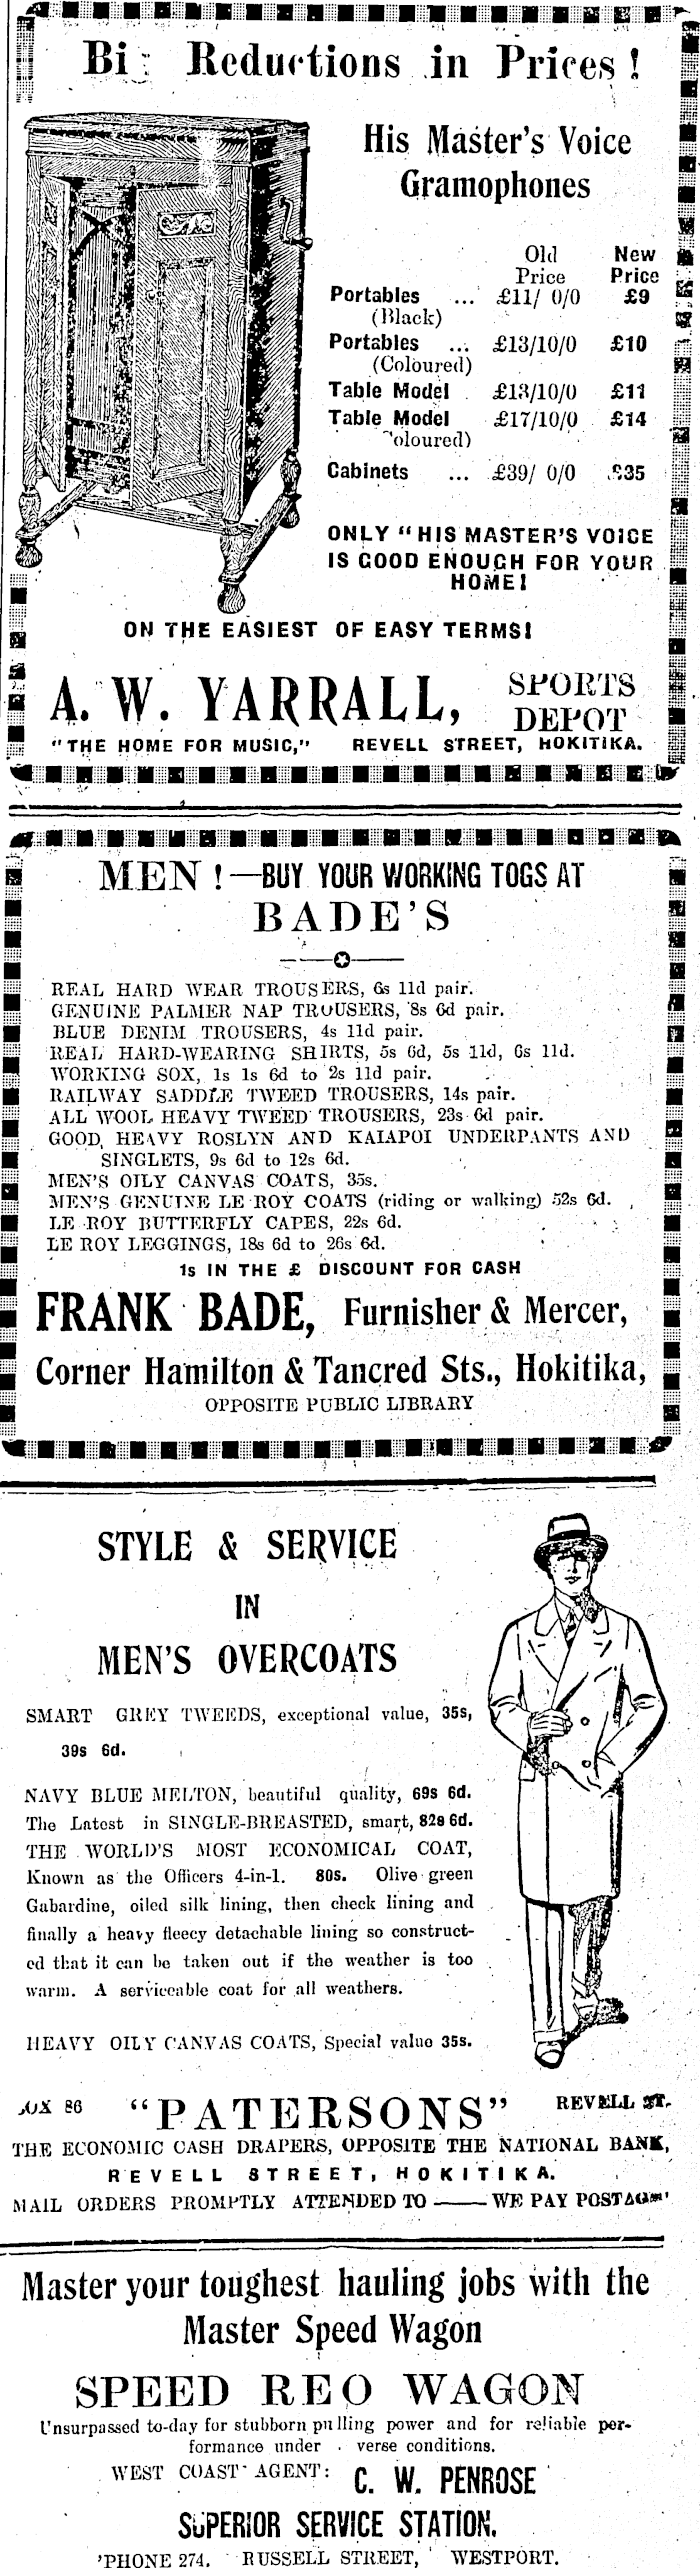 Reductions in Prices !
His Master's Voice
Gramophones
Old New
Price Price
Portables ... £11/ 0/0 £9
(Black)
Portables ... £13/10/0 £10
(Coloured)
Table Model £13/10/0 £11
Table Model £17/10/0 £14
oloured)
Cabinets ... £39/ 0/0 £35
ONLY "HIS MASTER'S VOICE
IS GOOD ENOUGH FOR YOUR
HOME!
ON THE EASIEST OF EASY TERMS!
A. W. YARRALL, SPORTS
DEPOT
"THE HOME FOR MUSIC," REVELL STREET, HOKITIKA.
MEN !—BUY YOUR WORKING TOGS AT
BADE'S
REAL HARD WEAR TROUSERS, 6s 11d pair.
GENUINE PALMER NAP TROUSERS, 8s 6d pair.
BLUE DENIM TROUSERS, 4s 11d pair.
REAL HARD-WEARING SHIRTS, 5s 6d, 5s 11d, 6s 11d.
WORKING SOX, 1s 1s 6d to 2s 11d pair.
RAILWAY SADDLE TWEED TROUSERS, 14s pair.
ALL WOOL HEAVY TWEED TROUSERS, 23s 6d pair.
GOOD, HEAVY ROSLYN AND KAIAPOI UNDERPANTS AND
SINGLETS, 9s 6d to 12s 6d.
MEN'S OILY CANVAS COATS, 35s.
MEN'S GENUINE LE ROY COATS (riding or walking) 52s 6d.
LE ROY BUTTERFLY CAPES, 22s 6d.
LE ROY LEGGINGS, 18s 6d to 26s 6d.
1s IN THE £ DISCOUNT FOR CASH
FRANK BADE, Furnisher & Mercer,
Corner Hamilton & Tancred Sts., Hokitika,
OPPOSITE PUBLIC LIBRARY
STYLE & SERVICE
IN
MEN'S OVERCOATS
SMART GREY TWEEDS, exceptional value, 35s,
39s 6d.
NAVY BLUE MELTON, beautiful quality, 69s 6d.
The Latest in SINGLE-BREASTED, smart, 82s 6d.
THE WORLD'S MOST ECONOMICAL COAT,
Known as the Officers 4-in-1. 80s. Olive green
Gabardine, oiled silk lining, then check lining and
finally a heavy fleecy detachable lining so construct-
ed that it can be taken out if the weather is too
warm. A serviceable coat for all weathers.
HEAVY OILY CANVAS COATS, Special value 35s.
86 "PATERSONS" REVELL ST.
THE ECONOMIC CASH DRAPERS, OPPOSITE THE NATIONAL BANK,
REVELL STREET, HOKITIKA.
MAIL ORDERS PROMPTLY ATTENDED TO —— WE PAY POSTAGE
Master your toughest hauling jobs with the
Master Speed Wagon
SPEED REO WAGON
Unsurpassed to-day for stubborn pulling power and for reliable per-
formance under verse conditions.
WEST COAST AGENT: C. W. PENROSE
SUPERIOR SERVICE STATION.
'PHONE 274. RUSSELL STREET, WESTPORT.